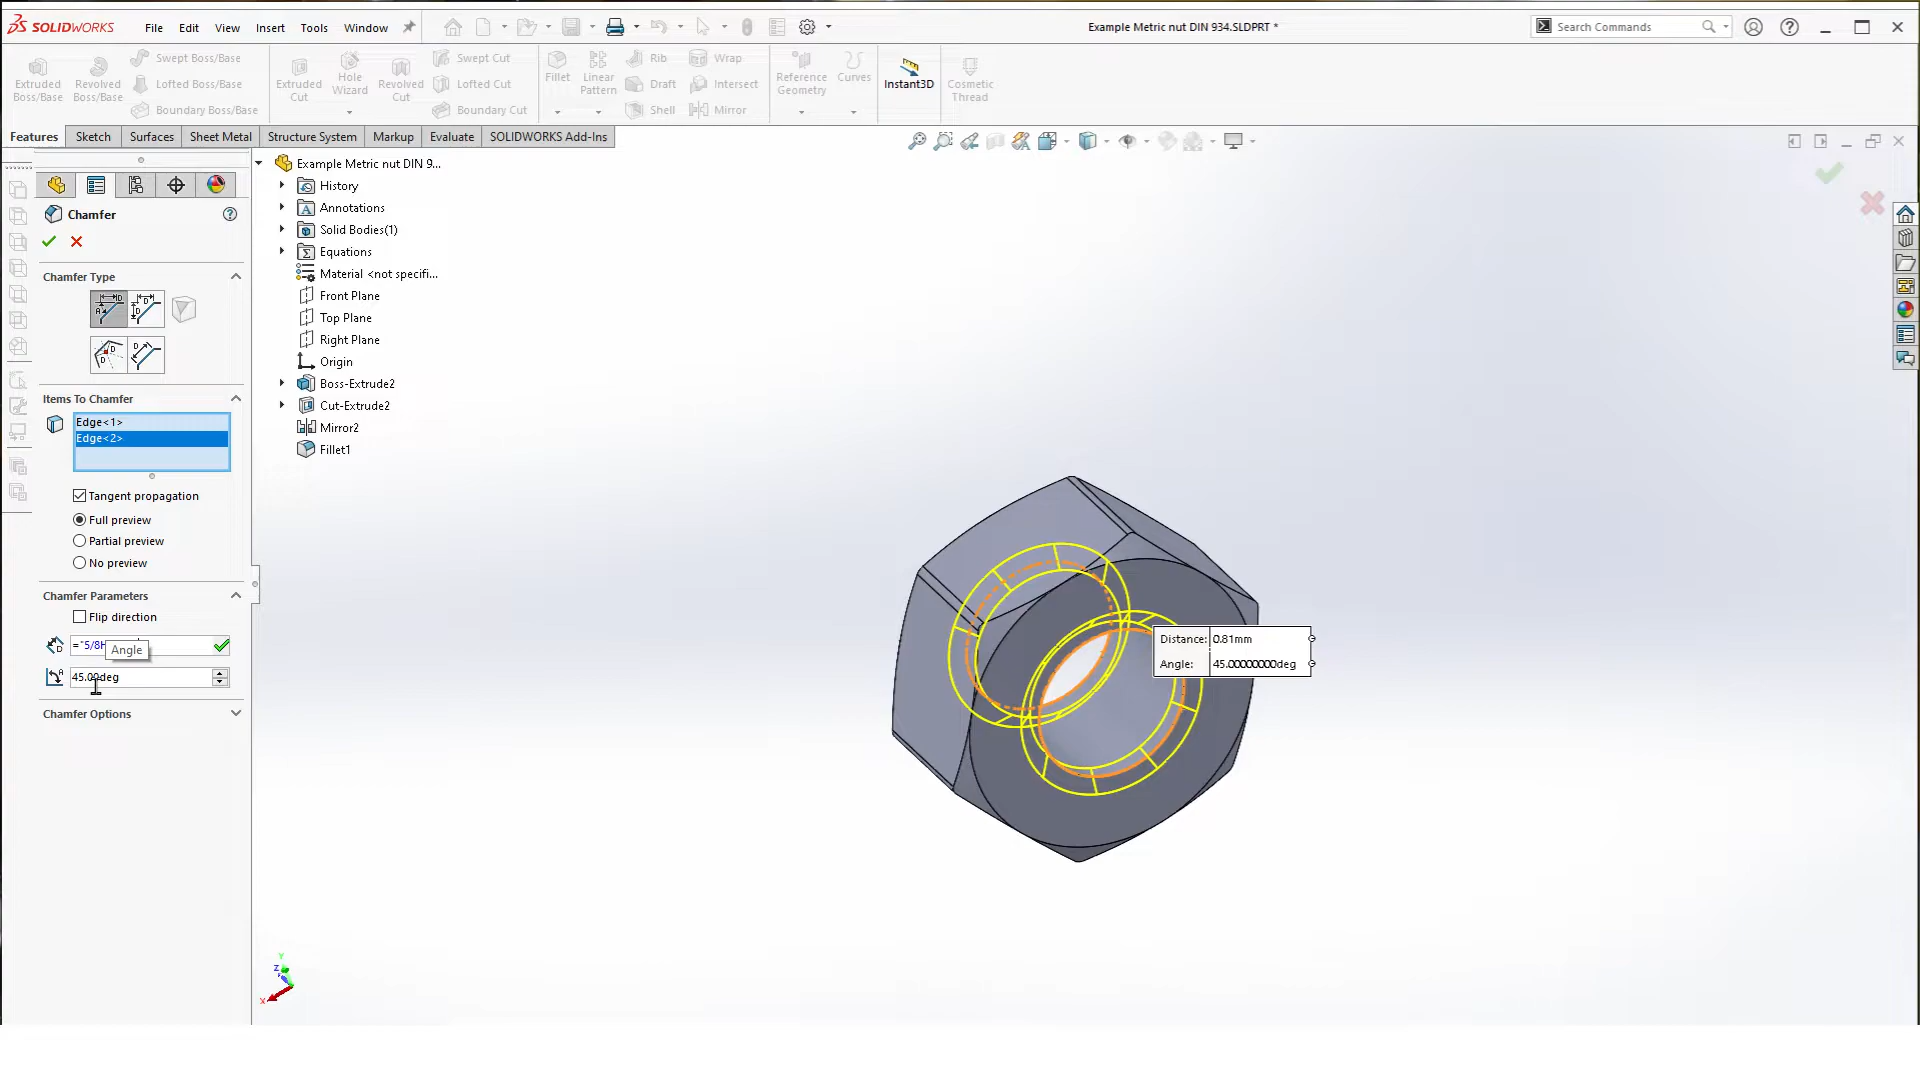 SOLIDWORKS
File Edit View Insert Tools Window
Example Metric nut DIN 934.SLDPRT *
Search Commands
Extruded Boss/Base
Revolved Boss/Base
Swept Boss/Base
Lofted Boss/Base
Boundary Boss/Base
Extruded Cut
Hole Wizard
Revolved Cut
Swept Cut
Lofted Cut
Boundary Cut
Fillet
Linear Pattern
Rib
Draft
Shell
Wrap
Intersect
Mirror
Reference Geometry
Curves
Instant3D
Cosmetic Thread
Features Sketch Surfaces Sheet Metal Structure System Markup Evaluate SOLIDWORKS Add-Ins
Chamfer
Chamfer Type
Items To Chamfer
Edge<1>
Edge<2>
Tangent propagation
Full preview
Partial preview
No preview
Chamfer Parameters
Flip direction
="5/8H
Angle
45.00deg
Chamfer Options
Example Metric nut DIN 9...
History
Annotations
Solid Bodies(1)
Equations
Material <not specifi...
Front Plane
Top Plane
Right Plane
Origin
Boss-Extrude2
Cut-Extrude2
Mirror2
Fillet1
Distance: 0.81mm
Angle: 45.00000000deg
Y
Z
X